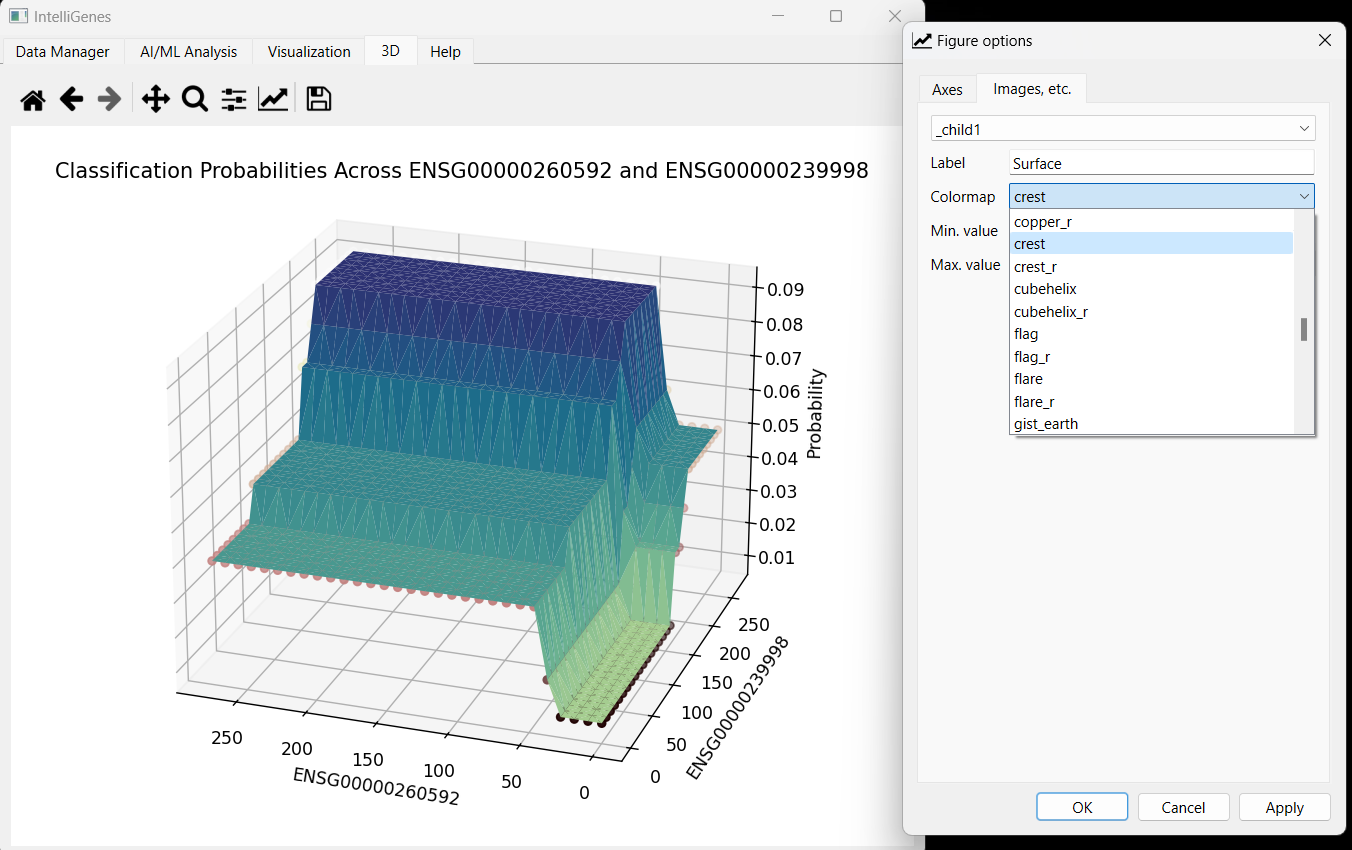 IntelliGenes
Data Manager
AI/ML Analysis
Visualization
3D
Help
Classification Probabilities Across ENSG00000260592 and ENSG00000239998
0.09
0.08
0.07
0.06
0.05
0.04
0.03
0.02
0.01
Probability
250
200
150
100
50
0
ENSG00000239998
250
200
150
100
50
0
ENSG00000260592
Figure options
Axes
Images, etc.
_child1
Label
Surface
Colormap
crest
Min. value
Max. value
copper_r
crest
crest_r
cubehelix
cubehelix_r
flag
flag_r
flare
flare_r
gist_earth
OK
Cancel
Apply